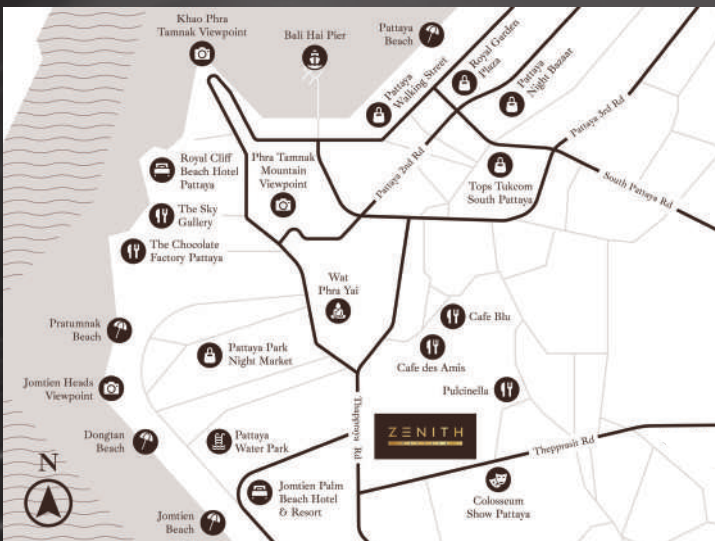 Khao Phra
Tamnak Viewpoint
Bali Hai Pier
Pattaya
Beach
Pattaya
Walking Street
Royal Garden
Plaza
Pattaya
Night Bazaar
Royal Cliff
Beach Hotel
Pattaya
Phra Tamnak
Mountain
Viewpoint
Pattaya 2nd Rd
Pattaya 3rd Rd
Tops Tukcom
South Pattaya
South Pattaya Rd
The Sky
Gallery
The Chocolate
Factory Pattaya
Wat
Phra Yai
Cafe Blu
Pratumnak
Beach
Pattaya Park
Night Market
Cafe des Amis
Jomtien Heads
Viewpoint
Pulcinella
Thappraya Rd
ZENITH
Dongtan
Beach
Pattaya
Water Park
Thepprasit Rd
N
Jomtien Palm
Beach Hotel
& Resort
Colosseum
Show Pattaya
Jomtien
Beach